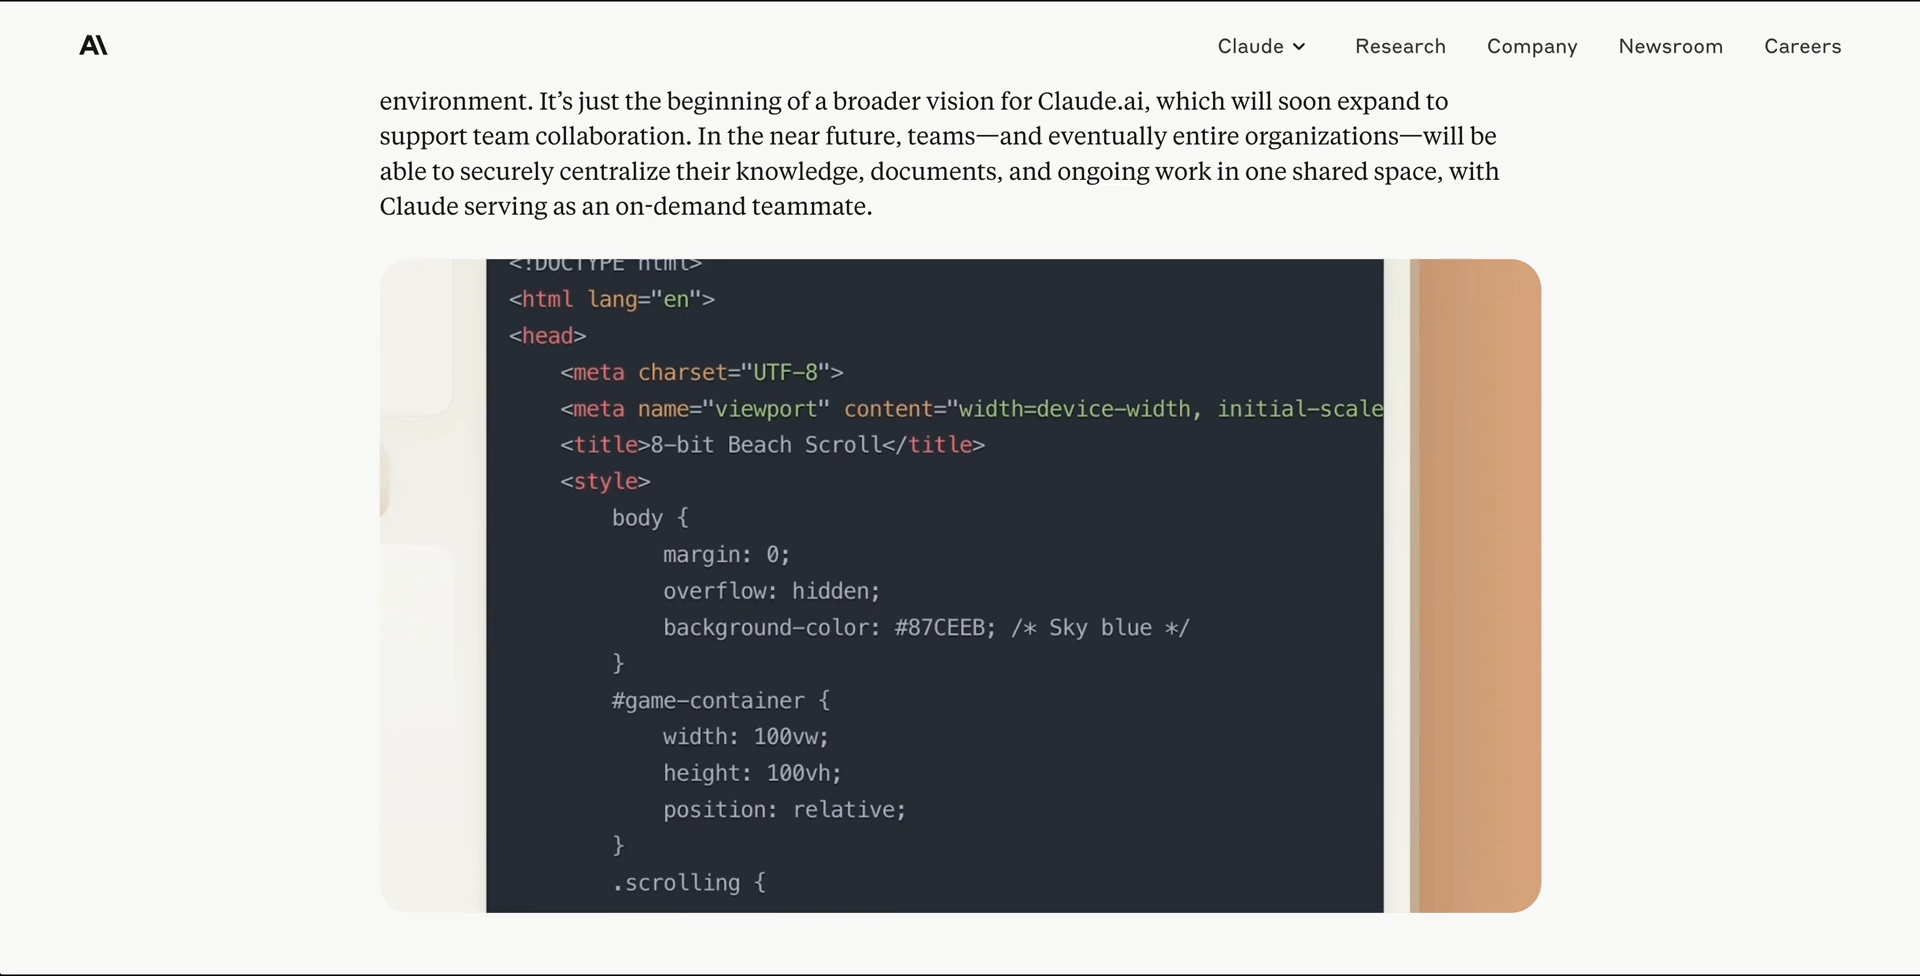 A\
Claude
Research
Company
Newsroom
Careers
environment. It’s just the beginning of a broader vision for Claude.ai, which will soon expand to
support team collaboration. In the near future, teams—and eventually entire organizations—will be
able to securely centralize their knowledge, documents, and ongoing work in one shared space, with
Claude serving as an on-demand teammate.
<!DOCTYPE html>
<html lang="en">
<head>
    <meta charset="UTF-8">
    <meta name="viewport" content="width=device-width, initial-scale
    <title>8-bit Beach Scroll</title>
    <style>
        body {
            margin: 0;
            overflow: hidden;
            background-color: #87CEEB; /* Sky blue */
        }
        #game-container {
            width: 100vw;
            height: 100vh;
            position: relative;
        }
        .scrolling {